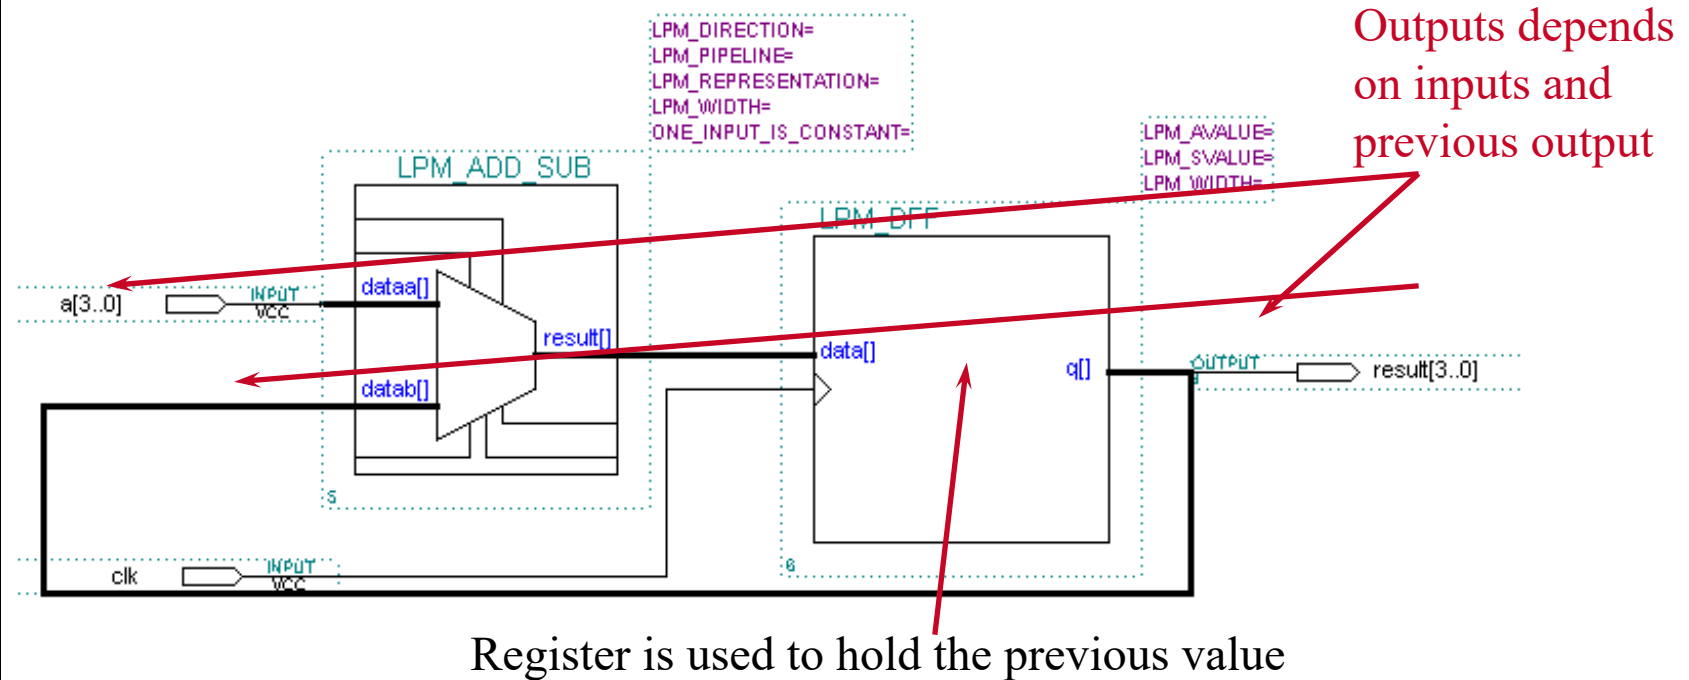 Outputs depends
on inputs and
previous output
LPM_DIRECTION=
LPM_PIPELINE=
LPM_REPRESENTATION=
LPM_WIDTH=
ONE_INPUT_IS_CONSTANT=
LPM_AVALUE=
LPM_SVALUE=
LPM_WIDTH=
LPM_ADD_SUB
LPM_DFF
a[3..0]
INPUT
VCC
dataa[]
result[]
datab[]
5
data[]
q[]
6
OUTPUT
result[3..0]
clk
INPUT
VCC
Register is used to hold the previous value